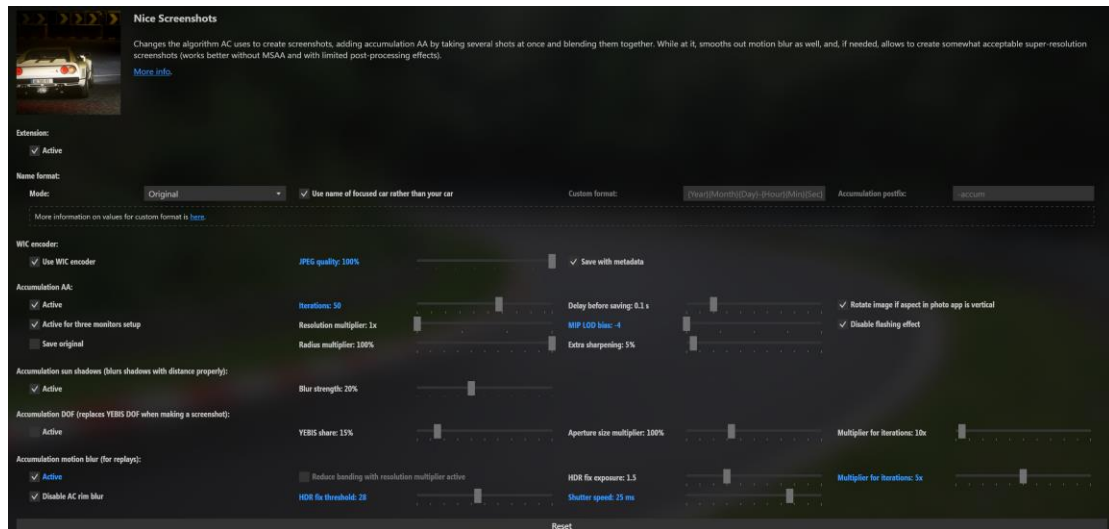 Nice Screenshots
Changes the algorithm AC uses to create screenshots, adding accumulation AA by taking several shots at once and blending them together. While at it, smooths out motion blur as well, and, if needed, allows to create somewhat acceptable super-resolution
screenshots (works better without MSAA and with limited post-processing effects).
More info.
Extension:
Active
Name format:
Mode: Original Use name of focused car rather than your car Custom format: {Year}{Month}{Day}-{Hour}{Min}{Sec} Accumulation postfix: -accum
More information on values for custom format is here.
WIC encoder:
Use WIC encoder JPEG quality: 100% Save with metadata
Accumulation AA:
Active Iterations: 50 Delay before saving: 0.1 s Rotate image if aspect in photo app is vertical
Active for three monitors setup Resolution multiplier: 1x MIP LOD bias: -4 Disable flashing effect
Save original Radius multiplier: 100% Extra sharpening: 5%
Accumulation sun shadows (blurs shadows with distance properly):
Active Blur strength: 20%
Accumulation DOF (replaces YEBIS DOF when making a screenshot):
Active YEBIS share: 15% Aperture size multiplier: 100% Multiplier for iterations: 10x
Accumulation motion blur (for replays):
Active Reduce banding with resolution multiplier active HDR fix exposure: 1.5 Multiplier for iterations: 5x
Disable AC rim blur HDR fix threshold: 28 Shutter speed: 25 ms
Reset